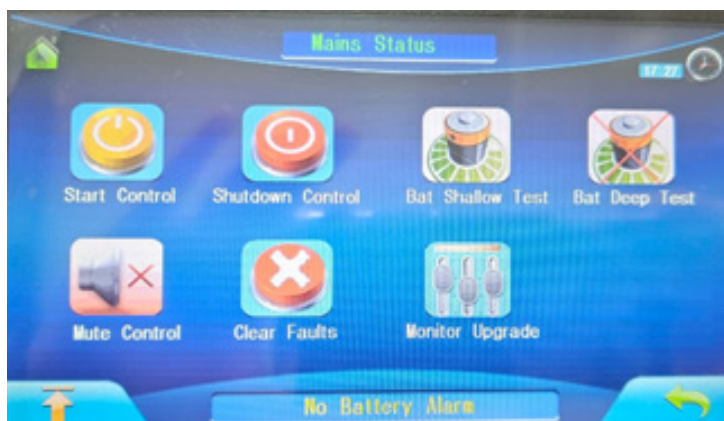 Mains Status
17 27
Start Control
Shutdown Control
Bat Shallow Test
Bat Deep Test
Mute Control
Clear Faults
Monitor Upgrade
No Battery Alarm